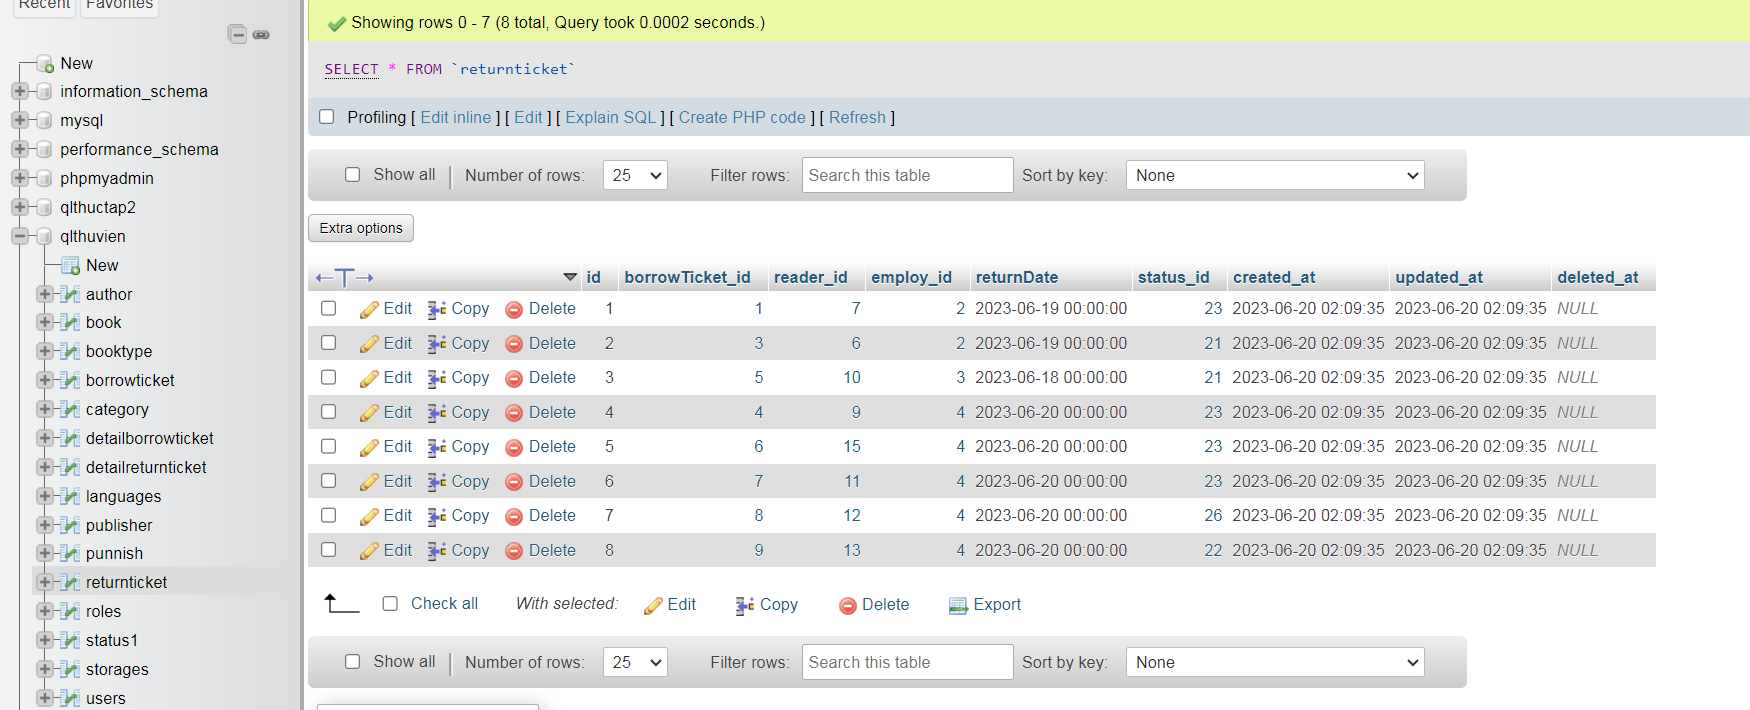 Recent Favorites
New
information_schema
mysql
performance_schema
phpmyadmin
qlthuctap2
qlthuvien
New
author
book
booktype
borrowticket
category
detailborrowticket
detailreturnticket
languages
publisher
punnish
returnticket
roles
status1
storages
users
Showing rows 0 - 7 (8 total, Query took 0.0002 seconds.)
SELECT * FROM `returnticket`
Profiling [ Edit inline ] [ Edit ] [ Explain SQL ] [ Create PHP code ] [ Refresh ]
Show all Number of rows: 25 Filter rows: Search this table Sort by key: None
Extra options
id borrowTicket_id reader_id employ_id returnDate status_id created_at updated_at deleted_at
Edit Copy Delete 1 1 7 2 2023-06-19 00:00:00 23 2023-06-20 02:09:35 2023-06-20 02:09:35 NULL
Edit Copy Delete 2 3 6 2 2023-06-19 00:00:00 21 2023-06-20 02:09:35 2023-06-20 02:09:35 NULL
Edit Copy Delete 3 5 10 3 2023-06-18 00:00:00 21 2023-06-20 02:09:35 2023-06-20 02:09:35 NULL
Edit Copy Delete 4 4 9 4 2023-06-20 00:00:00 23 2023-06-20 02:09:35 2023-06-20 02:09:35 NULL
Edit Copy Delete 5 6 15 4 2023-06-20 00:00:00 23 2023-06-20 02:09:35 2023-06-20 02:09:35 NULL
Edit Copy Delete 6 7 11 4 2023-06-20 00:00:00 23 2023-06-20 02:09:35 2023-06-20 02:09:35 NULL
Edit Copy Delete 7 8 12 4 2023-06-20 00:00:00 26 2023-06-20 02:09:35 2023-06-20 02:09:35 NULL
Edit Copy Delete 8 9 13 4 2023-06-20 00:00:00 22 2023-06-20 02:09:35 2023-06-20 02:09:35 NULL
Check all With selected: Edit Copy Delete Export
Show all Number of rows: 25 Filter rows: Search this table Sort by key: None